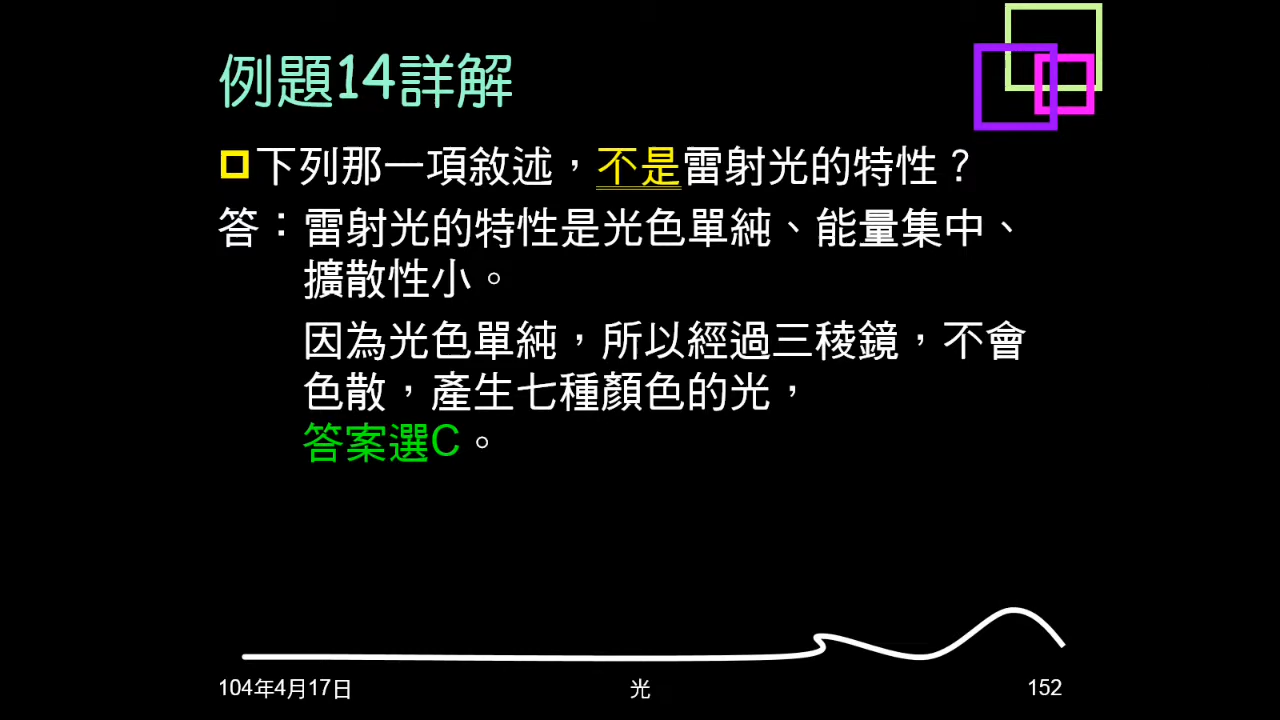 例題14詳解
下列那一項敘述，不是雷射光的特性？
答：雷射光的特性是光色單純、能量集中、
擴散性小。
因為光色單純，所以經過三稜鏡，不會
色散，產生七種顏色的光，
答案選C。
104年4月17日
光
152